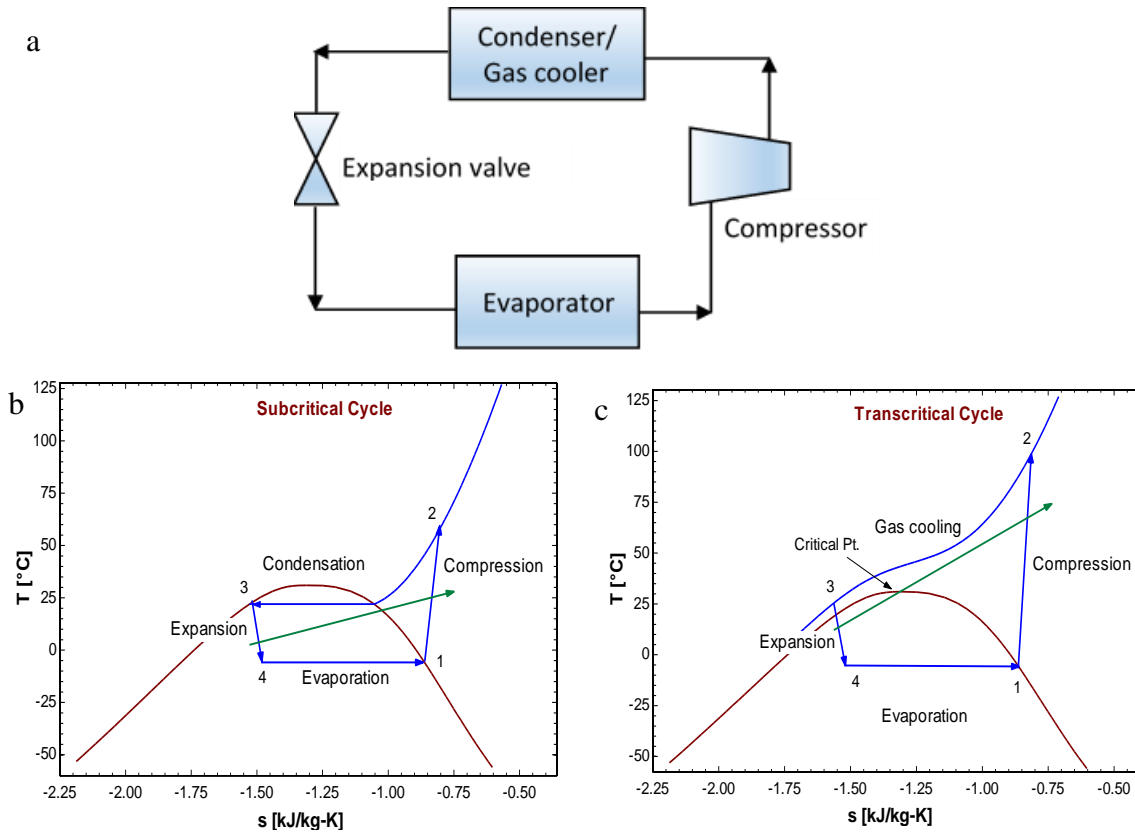 a
Condenser/
Gas cooler
Expansion valve
Compressor
Evaporator
b
Subcritical Cycle
125
100
75
50
25
0
-25
-50
T [°C]
2
Condensation
Compression
3
Expansion
4
Evaporation
1
-2.25 -2.00 -1.75 -1.50 -1.25 -1.00 -0.75 -0.50
s [kJ/kg-K]
c
Transcritical Cycle
125
100
75
50
25
0
-25
-50
T [°C]
2
Gas cooling
Critical Pt.
Compression
3
Expansion
4
1
Evaporation
-2.25 -2.00 -1.75 -1.50 -1.25 -1.00 -0.75 -0.50
s [kJ/kg-K]